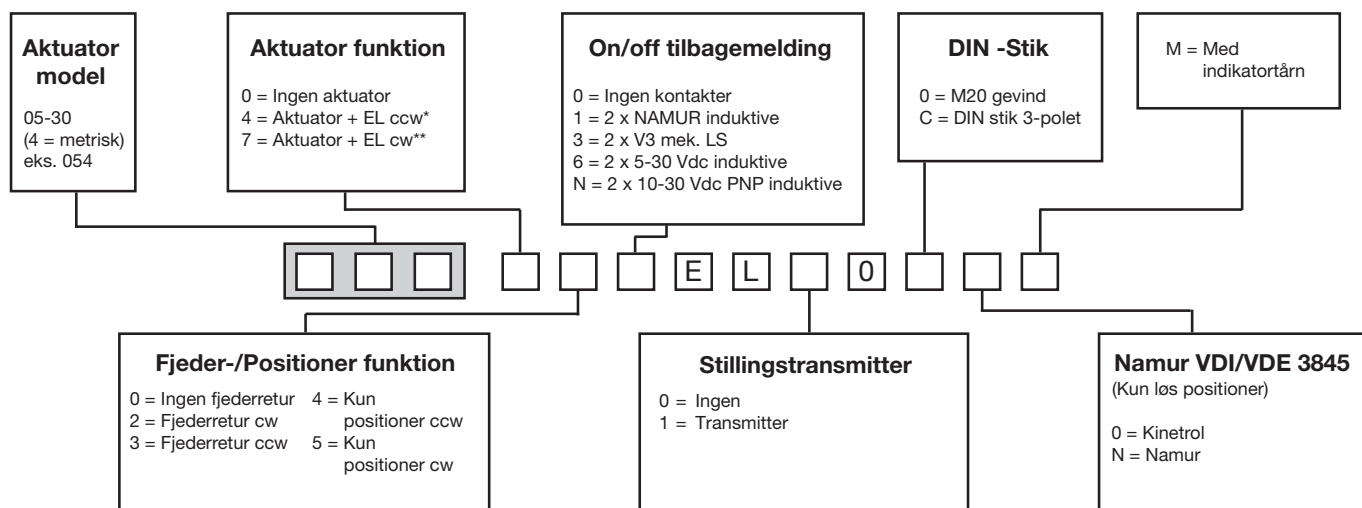 Aktuator
model
05-30
(4 = metrisk)
eks. 054
Aktuator funktion
0 = Ingen aktuator
4 = Aktuator + EL ccw*
7 = Aktuator + EL cw**
On/off tilbagemelding
0 = Ingen kontakter
1 = 2 x NAMUR induktive
3 = 2 x V3 mek. LS
6 = 2 x 5-30 Vdc induktive
N = 2 x 10-30 Vdc PNP induktive
DIN -Stik
0 = M20 gevind
C = DIN stik 3-polet
M = Med
indikatortårn
E L 0
Fjeder-/Positioner funktion
0 = Ingen fjederretur
2 = Fjederretur cw
3 = Fjederretur ccw
4 = Kun
positioner ccw
5 = Kun
positioner cw
Stillingstransmitter
0 = Ingen
1 = Transmitter
Namur VDI/VDE 3845
(Kun løs positioner)
0 = Kinetrol
N = Namur